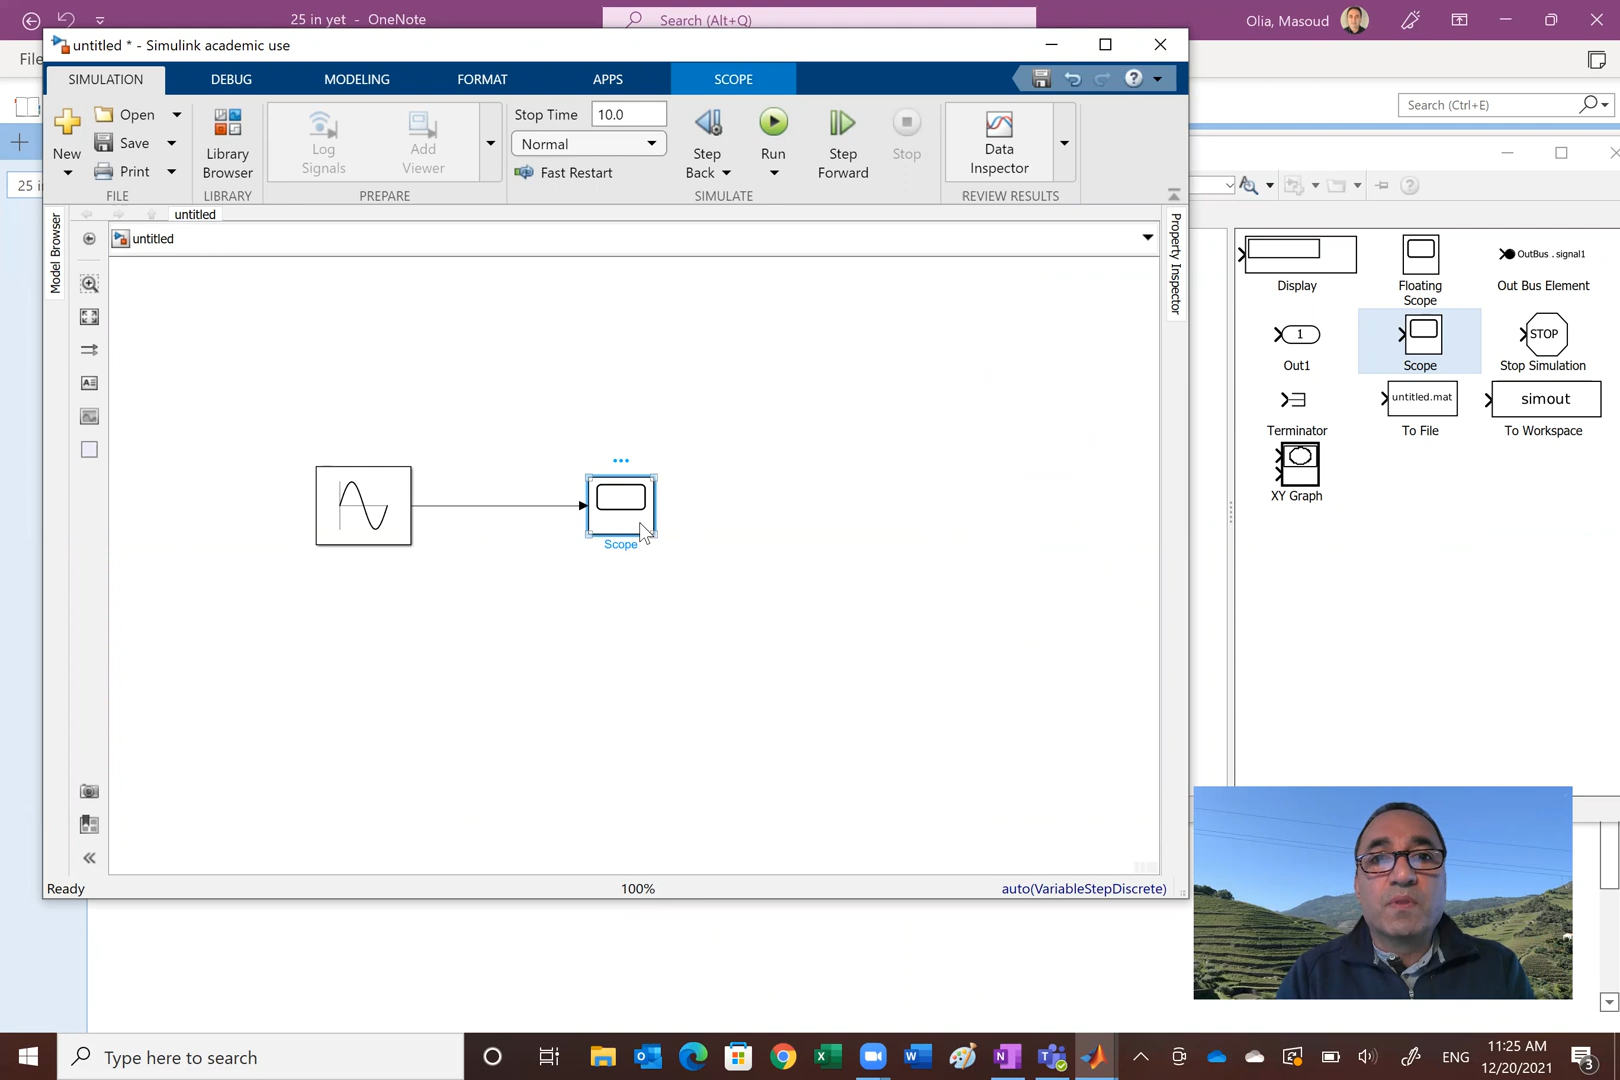 25 in yet - OneNote
Search (Alt+Q)
Olia, Masoud
File
untitled * - Simulink academic use
SIMULATION
DEBUG
MODELING
FORMAT
APPS
SCOPE
New
Open
Save
Print
FILE
Library
Browser
LIBRARY
Log
Signals
Add
Viewer
PREPARE
Stop Time
10.0
Normal
Fast Restart
Step
Back
Run
Step
Forward
Stop
SIMULATE
Data
Inspector
REVIEW RESULTS
Search (Ctrl+E)
25 i
untitled
untitled
Model Browser
Property Inspector
Scope
Ready
100%
auto(VariableStepDiscrete)
Display
Floating
Scope
OutBus . signal1
Out Bus Element
1
Out1
Scope
STOP
Stop Simulation
Terminator
untitled.mat
To File
simout
To Workspace
XY Graph
Type here to search
ENG
11:25 AM
12/20/2021
3